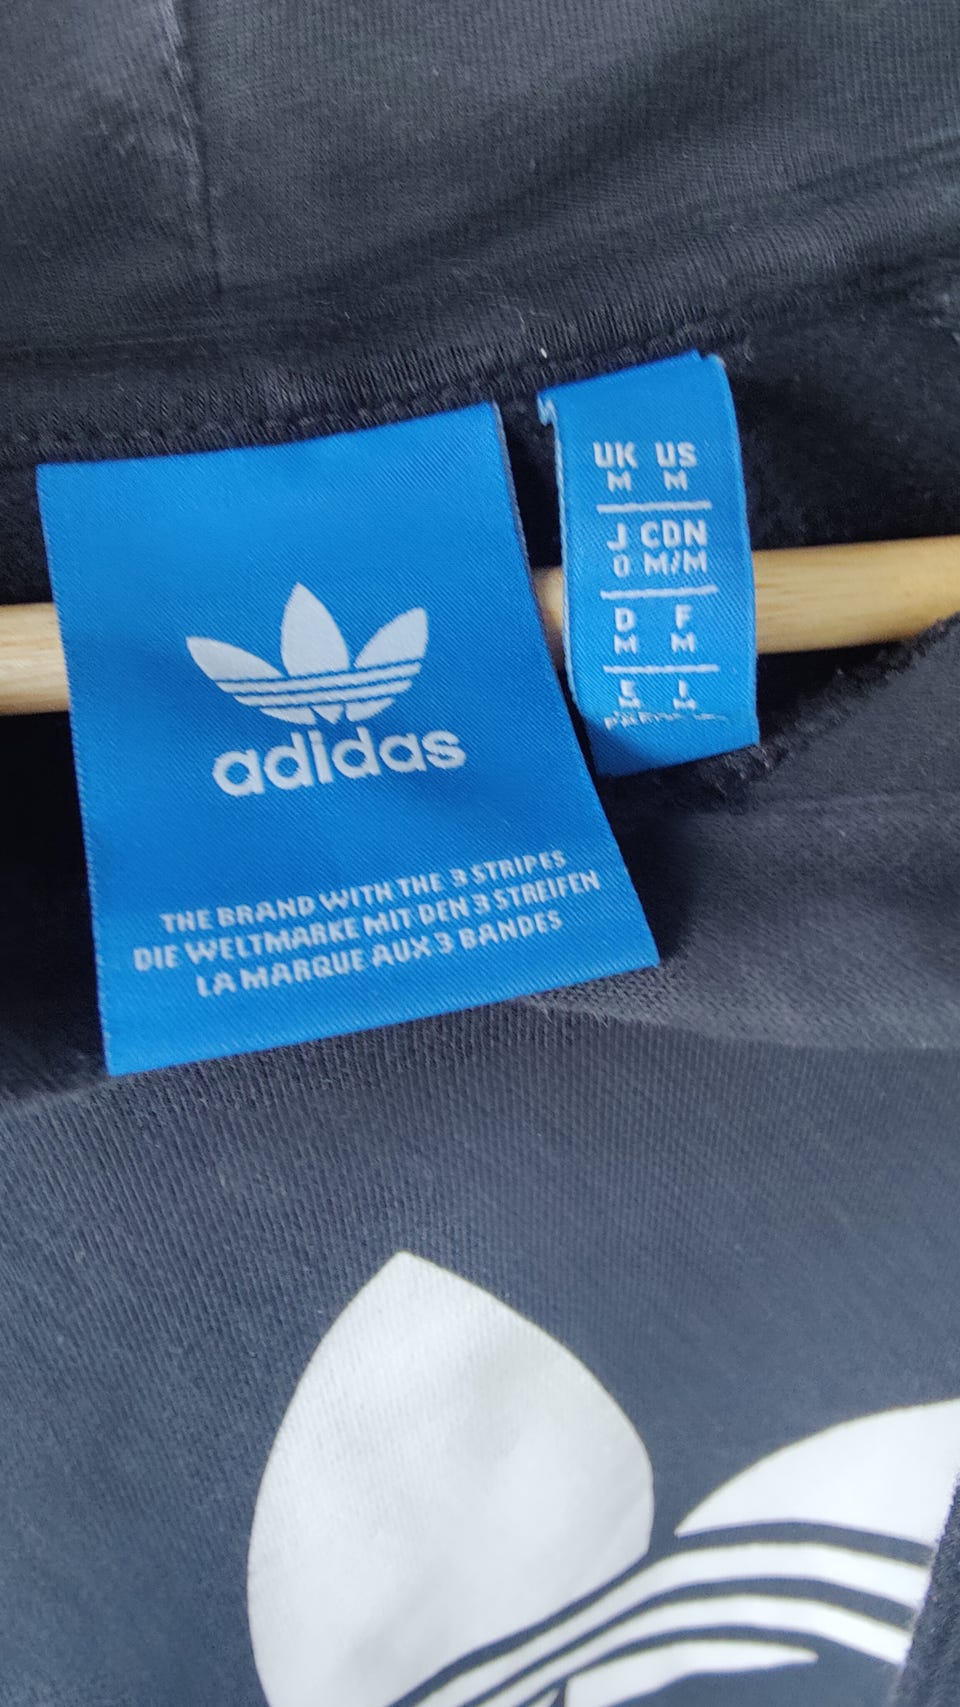 adidas
THE BRAND WITH THE 3 STRIPES
DIE WELTMARKE MIT DEN 3 STREIFEN
LA MARQUE AUX 3 BANDES
UK US
M M
J CDN
O M/M
D F
M M
E I
M M